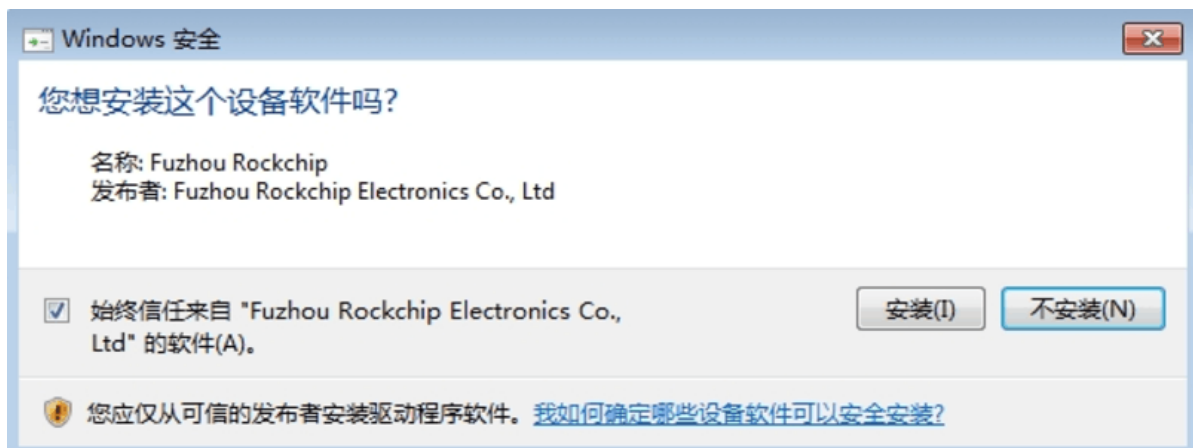 Windows 安全
您想安装这个设备软件吗?
名称: Fuzhou Rockchip
发布者: Fuzhou Rockchip Electronics Co., Ltd
始终信任来自 "Fuzhou Rockchip Electronics Co.,
Ltd" 的软件(A)。
安装(I)
不安装(N)
您应仅从可信的发布者安装驱动程序软件。我如何确定哪些设备软件可以安全安装?